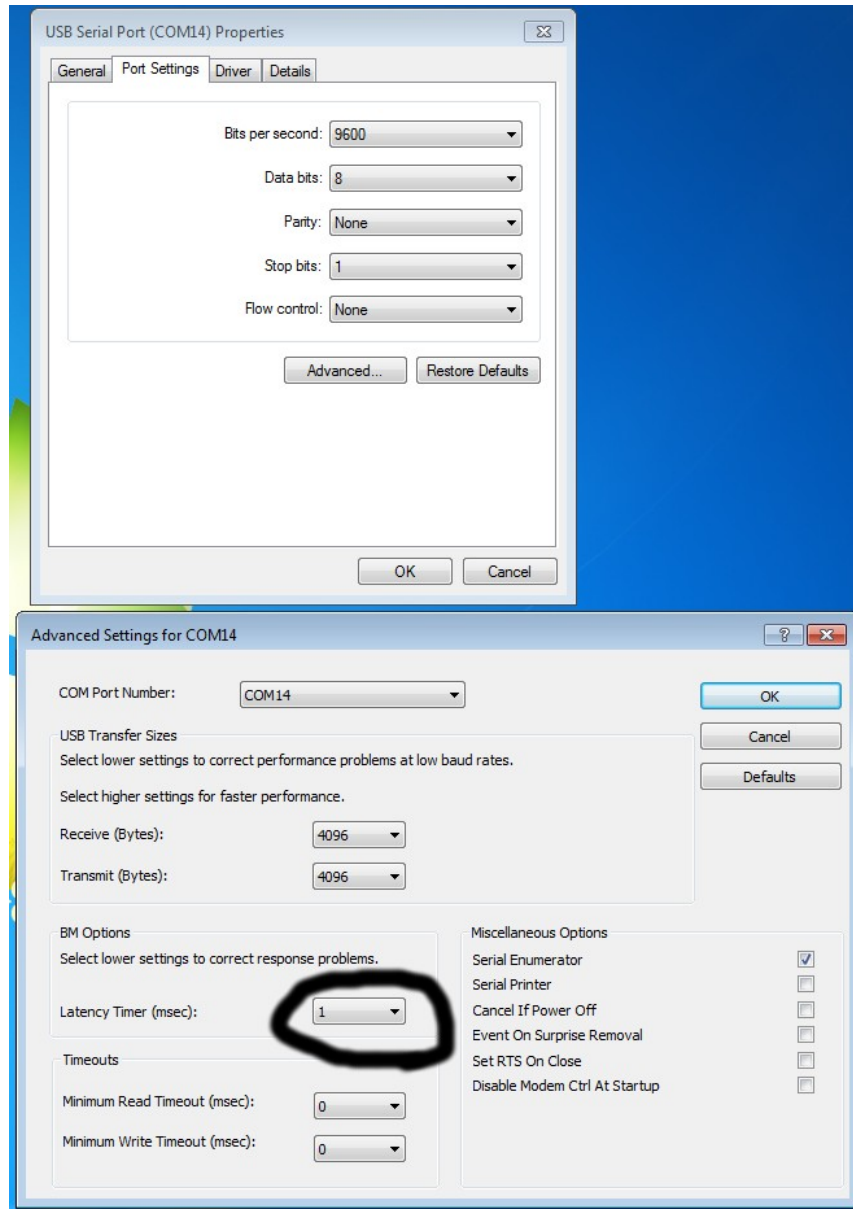 USB Serial Port (COM14) Properties
General Port Settings Driver Details
Bits per second: 9600
Data bits: 8
Parity: None
Stop bits: 1
Flow control: None
Advanced... Restore Defaults
OK Cancel
Advanced Settings for COM14 ?
COM Port Number: COM14
OK
USB Transfer Sizes
Cancel
Select lower settings to correct performance problems at low baud rates.
Defaults
Select higher settings for faster performance.
Receive (Bytes): 4096
Transmit (Bytes): 4096
BM Options
Select lower settings to correct response problems.
Latency Timer (msec): 1
Timeouts
Minimum Read Timeout (msec): 0
Minimum Write Timeout (msec): 0
Miscellaneous Options
Serial Enumerator
Serial Printer
Cancel If Power Off
Event On Surprise Removal
Set RTS On Close
Disable Modem Ctrl At Startup